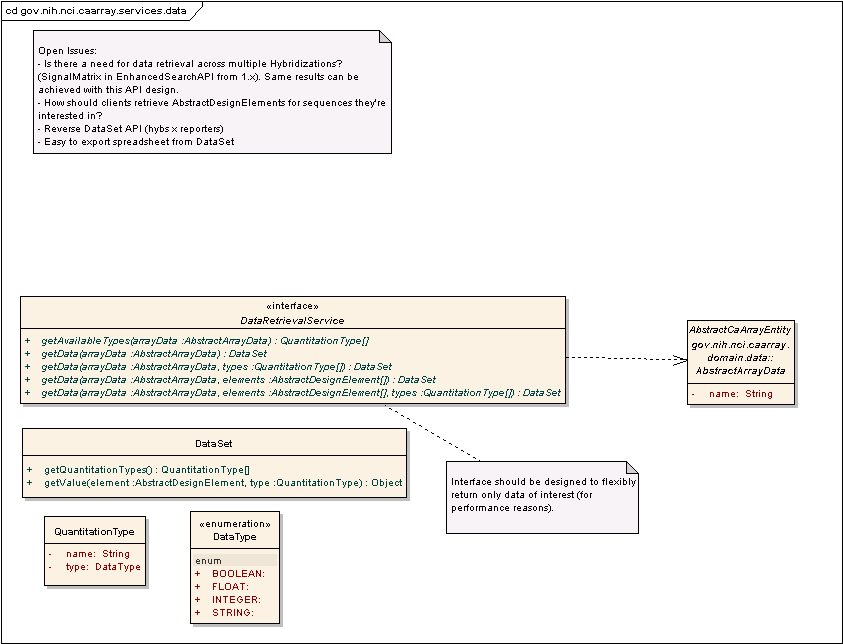 cd gov.nih.nci.caarray.services.data
Open Issues:
- Is there a need for data retrieval across multiple Hybridizations?
(SignalMatrix in EnhancedSearchAPI from 1.x). Same results can be
achieved with this API design.
- How should clients retrieve AbstractDesignElements for sequences they're
interested in?
- Reverse DataSet API (hybs x reporters)
- Easy to export spreadsheet from DataSet
«interface»
DataRetrievalService
+ getAvailableTypes(arrayData :AbstractArrayData) : QuantitationType[]
+ getData(arrayData :AbstractArrayData) : DataSet
+ getData(arrayData :AbstractArrayData, types :QuantitationType[]) : DataSet
+ getData(arrayData :AbstractArrayData, elements :AbstractDesignElement[]) : DataSet
+ getData(arrayData :AbstractArrayData, elements :AbstractDesignElement[], types :QuantitationType[]) : DataSet
AbstractCaArrayEntity
gov.nih.nci.caarray.
domain.data::
AbstractArrayData
- name: String
DataSet
+ getQuantitationTypes() : QuantitationType[]
+ getValue(element :AbstractDesignElement, type :QuantitationType) : Object
Interface should be designed to flexibly
return only data of interest (for
performance reasons).
QuantitationType
- name: String
- type: DataType
«enumeration»
DataType
enum
+ BOOLEAN:
+ FLOAT:
+ INTEGER:
+ STRING: